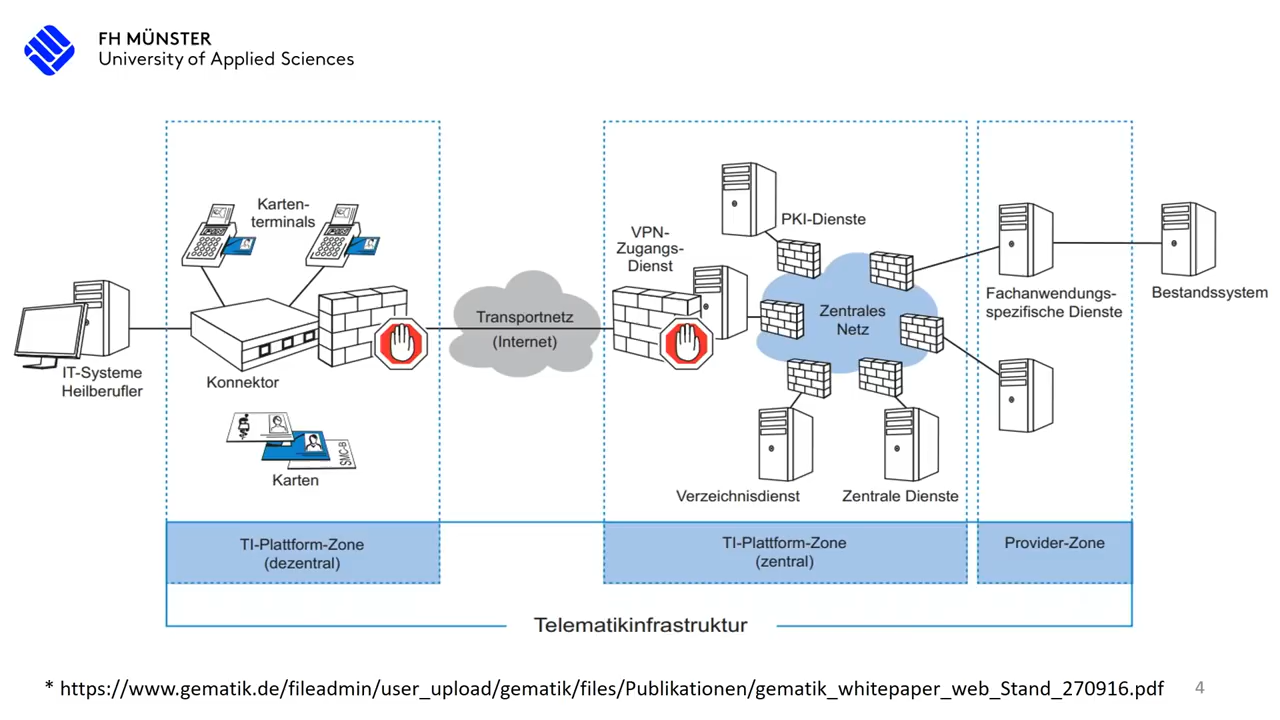 FH MÜNSTER
University of Applied Sciences
Karten-
terminals
VPN-
Zugangs-
Dienst
PKI-Dienste
Transportnetz
(Internet)
Zentrales
Netz
Fachanwendungs-
spezifische Dienste
Bestandssystem
IT-Systeme
Heilberufler
Konnektor
SMC-B
Karten
Verzeichnisdienst
Zentrale Dienste
TI-Plattform-Zone
(dezentral)
TI-Plattform-Zone
(zentral)
Provider-Zone
Telematikinfrastruktur
* https://www.gematik.de/fileadmin/user_upload/gematik/files/Publikationen/gematik_whitepaper_web_Stand_270916.pdf
4